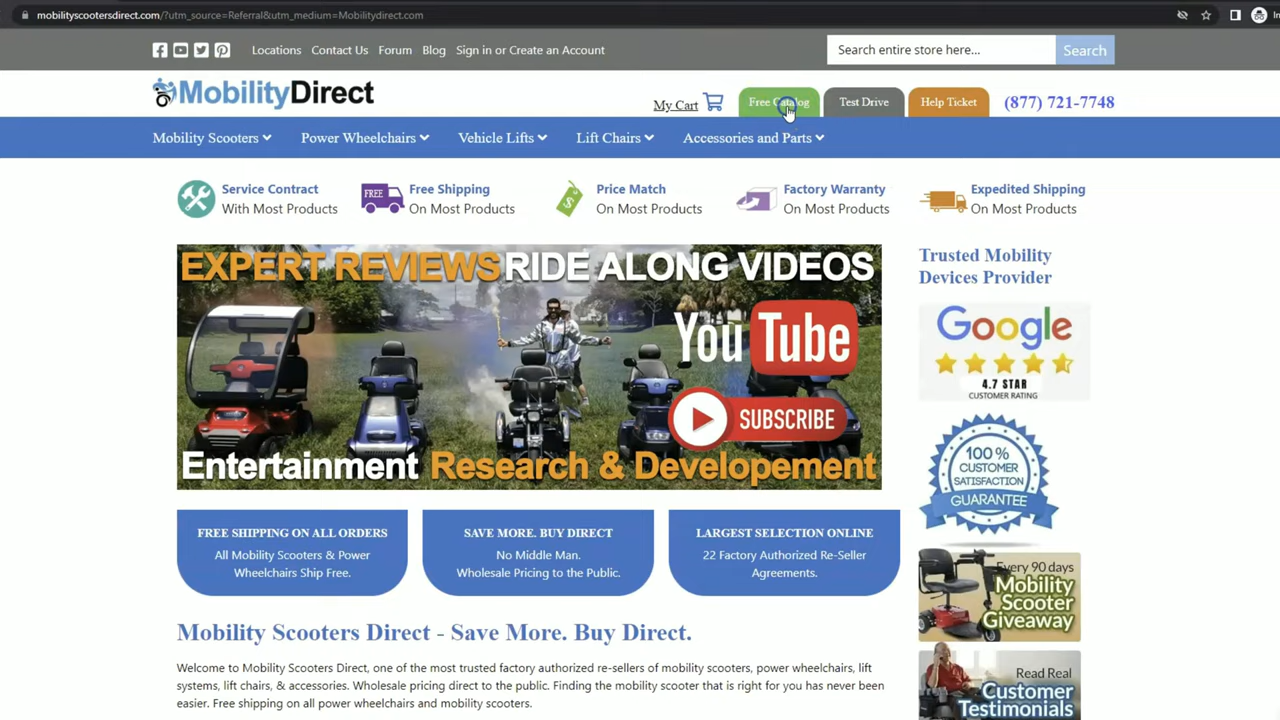 mobilityscootersdirect.com/?utm_source=Referral&utm_medium=Mobilitydirect.com
Locations Contact Us Forum Blog Sign in or Create an Account
Search entire store here... Search
MobilityDirect
My Cart Free Catalog Test Drive Help Ticket (877) 721-7748
Mobility Scooters Power Wheelchairs Vehicle Lifts Lift Chairs Accessories and Parts
Service Contract
With Most Products
FREE
Free Shipping
On Most Products
Price Match
On Most Products
Factory Warranty
On Most Products
Expedited Shipping
On Most Products
EXPERT REVIEWS RIDE ALONG VIDEOS
YouTube
SUBSCRIBE
Entertainment Research & Developement
Trusted Mobility
Devices Provider
Google
4.7 STAR
CUSTOMER RATING
100 %
CUSTOMER
SATISFACTION
GUARANTEE
FREE SHIPPING ON ALL ORDERS
All Mobility Scooters & Power
Wheelchairs Ship Free.
SAVE MORE. BUY DIRECT
No Middle Man.
Wholesale Pricing to the Public.
LARGEST SELECTION ONLINE
22 Factory Authorized Re-Seller
Agreements.
Every 90 days
Mobility
Scooter
Giveaway
Mobility Scooters Direct - Save More. Buy Direct.
Welcome to Mobility Scooters Direct, one of the most trusted factory authorized re-sellers of mobility scooters, power wheelchairs, lift
systems, lift chairs, & accessories. Wholesale pricing direct to the public. Finding the mobility scooter that is right for you has never been
easier. Free shipping on all power wheelchairs and mobility scooters.
Read Real
Customer
Testimonials